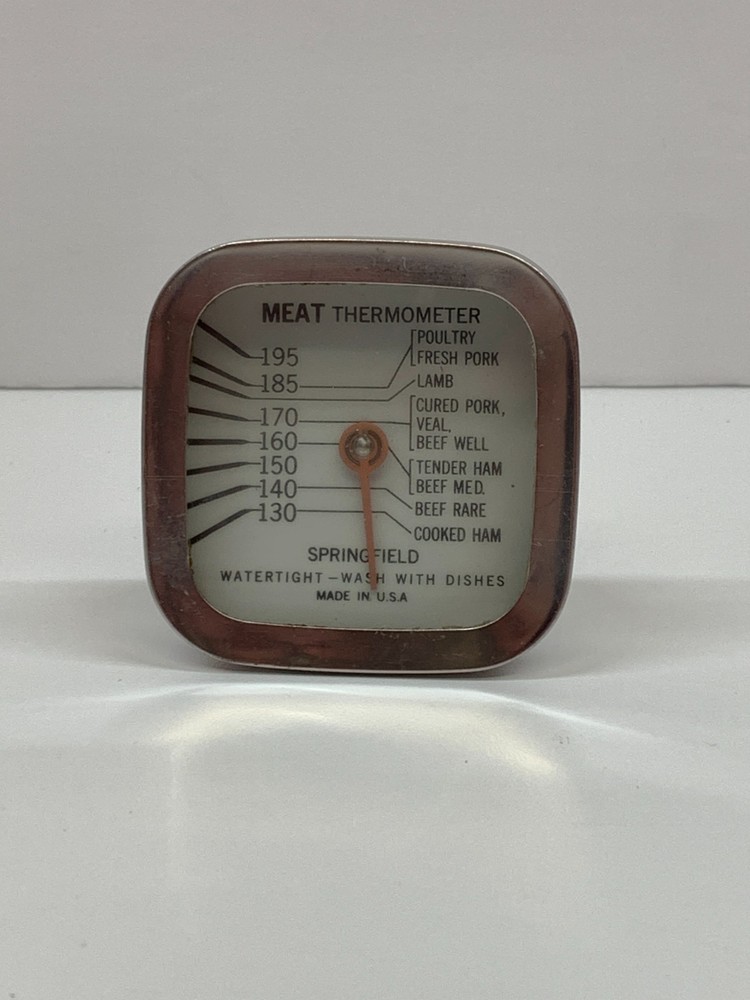 MEAT THERMOMETER
195
185
170
160
150
140
130
POULTRY
FRESH PORK
LAMB
CURED PORK,
VEAL,
BEEF WELL
TENDER HAM
BEEF MED.
BEEF RARE
COOKED HAM
SPRINGFIELD
WATERTIGHT – WASH WITH DISHES
MADE IN U.S.A